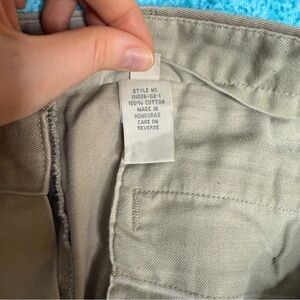 STYLE NO.
111036-02-1
100% COTTON
MADE IN
HONDURAS
CARE ON
REVERSE